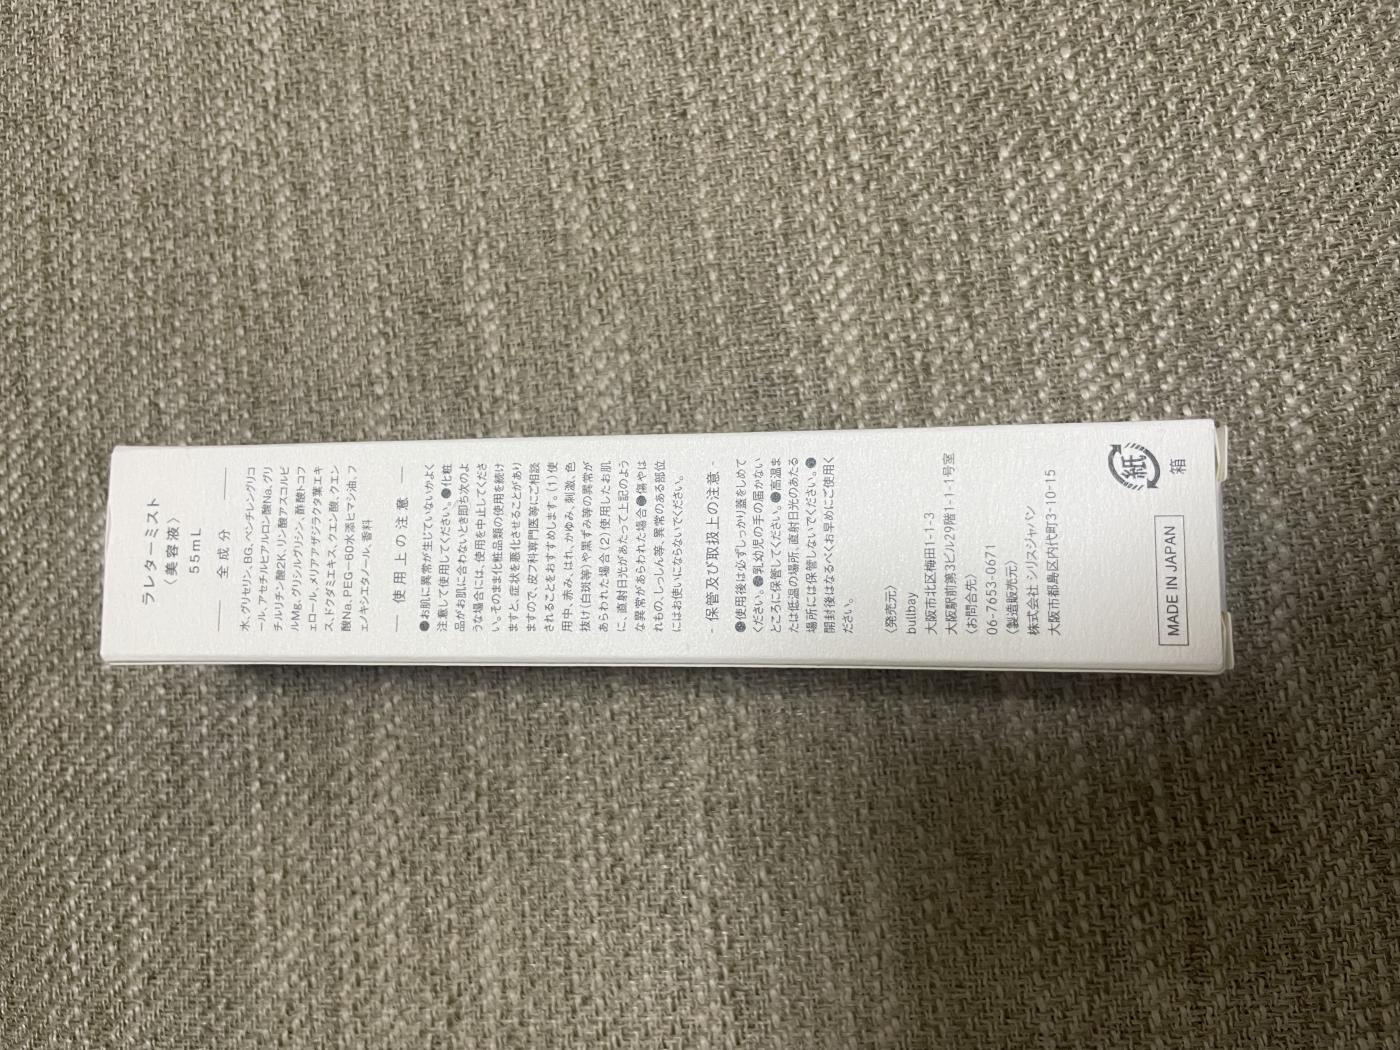 ラレターミスト
〈美容液〉
55mL
全成分
水、グリセリン、BG、ペンチレングリコ
ール、アセチルヒアルロン酸Na、グリ
チルリチン酸2K、リン酸アスコルビ
ルMg、グリシルグリシン、酢酸トコフ
ェロール、メリアアザジラクタ葉エキ
ス、ドクダミエキス、クエン酸、クエン
酸Na、PEG-60水添ヒマシ油、フ
ェノキシエタノール、香料
使用上の注意
●お肌に異常が生じていないかよく
注意して使用してください。●化粧
品がお肌に合わないとき即ち次のよ
うな場合には、使用を中止してくださ
い。そのまま化粧品類の使用を続け
ますと、症状を悪化させることがあり
ますので、皮フ科専門医等にご相談
されることをおすすめします。(1)使
用中、赤み、はれ、かゆみ、刺激、色
抜け(白斑等)や黒ずみ等の異常が
あらわれた場合(2)使用したお肌
に、直射日光があたって上記のよう
な異常があらわれた場合●傷やは
れもの、しっしん等、異常のある部位
にはお使いにならないでください。
- 保管及び取扱上の注意 -
●使用後は必ずしっかり蓋をしめて
ください。●乳幼児の手の届かない
ところに保管してください。●高温ま
たは低温の場所、直射日光のあたる
場所には保管しないでください。●
開封後はなるべくお早めにご使用く
ださい。
〈発売元〉
bullbay
大阪市北区梅田1-1-3
大阪駅前第3ビル29階1-1-1号室
〈お問合先〉
06-7653-0671
〈製造販売元〉
株式会社 シリスジャパン
大阪市都島区内代町3-10-15
紙
箱
MADE IN JAPAN